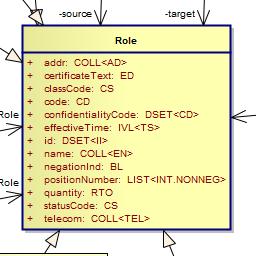 -source -target
Role
+ addr: COLL<AD>
+ certificateText: ED
+ classCode: CS
+ code: CD
+ confidentialityCode: DSET<CD>
Role
+ effectiveTime: IVL<TS>
+ id: DSET<II>
+ name: COLL<EN>
+ negationInd: BL
+ positionNumber: LIST<INT.NONNEG>
Role
+ quantity: RTO
+ statusCode: CS
+ telecom: COLL<TEL>